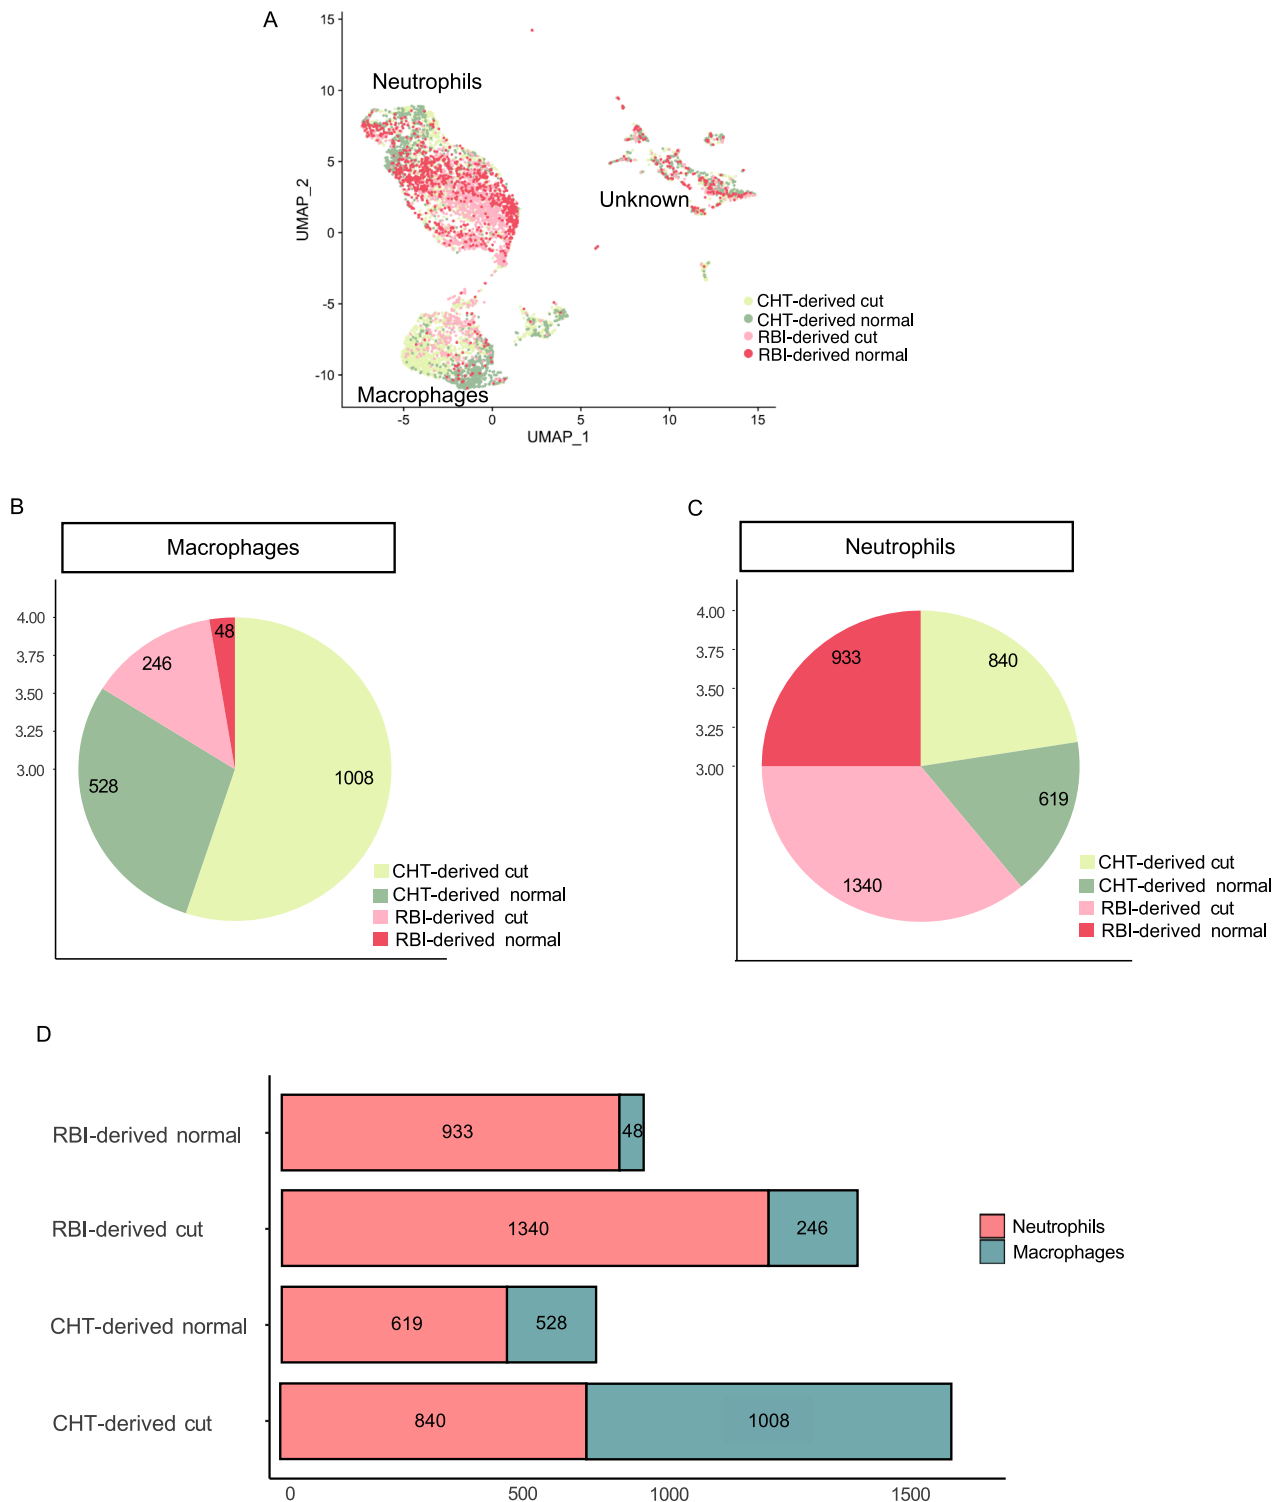 A
15
10
5
0
-5
-10
UMAP_2
Neutrophils
Unknown
Macrophages
CHT-derived cut
CHT-derived normal
RBI-derived cut
RBI-derived normal
-5 0 5 10 15
UMAP_1
B
Macrophages
4.00
3.75
3.50
3.25
3.00
48
246
528
1008
CHT-derived cut
CHT-derived normal
RBI-derived cut
RBI-derived normal
C
Neutrophils
4.00
3.75
3.50
3.25
3.00
933
840
619
1340
CHT-derived cut
CHT-derived normal
RBI-derived cut
RBI-derived normal
D
RBI-derived normal 933 48
RBI-derived cut 1340 246
CHT-derived normal 619 528
CHT-derived cut 840 1008
Neutrophils
Macrophages
0 500 1000 1500